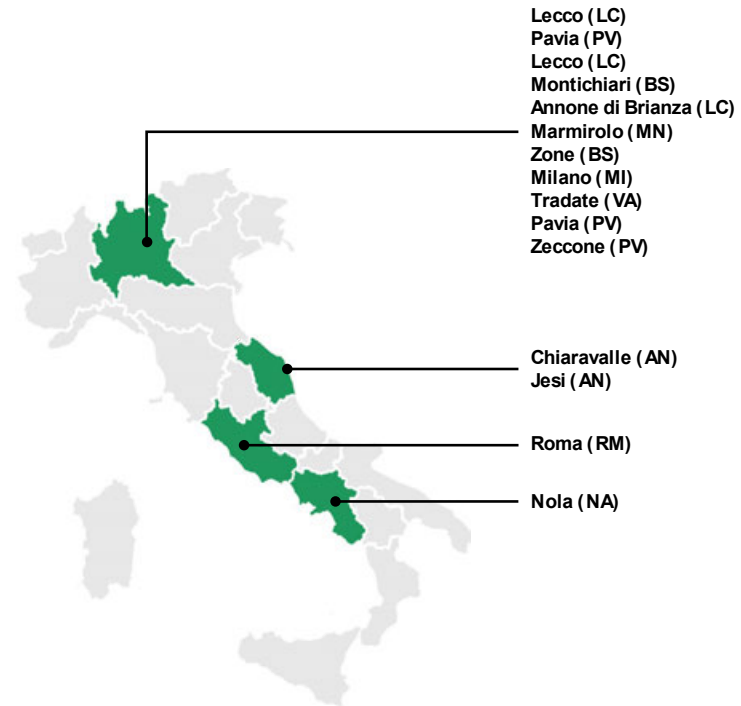 Lecco (LC)
Pavia (PV)
Lecco (LC)
Montichiari (BS)
Annone di Brianza (LC)
Marmirolo (MN)
Zone (BS)
Milano (MI)
Tradate (VA)
Pavia (PV)
Zeccone (PV)
Chiaravalle (AN)
Jesi (AN)
Roma (RM)
Nola (NA)